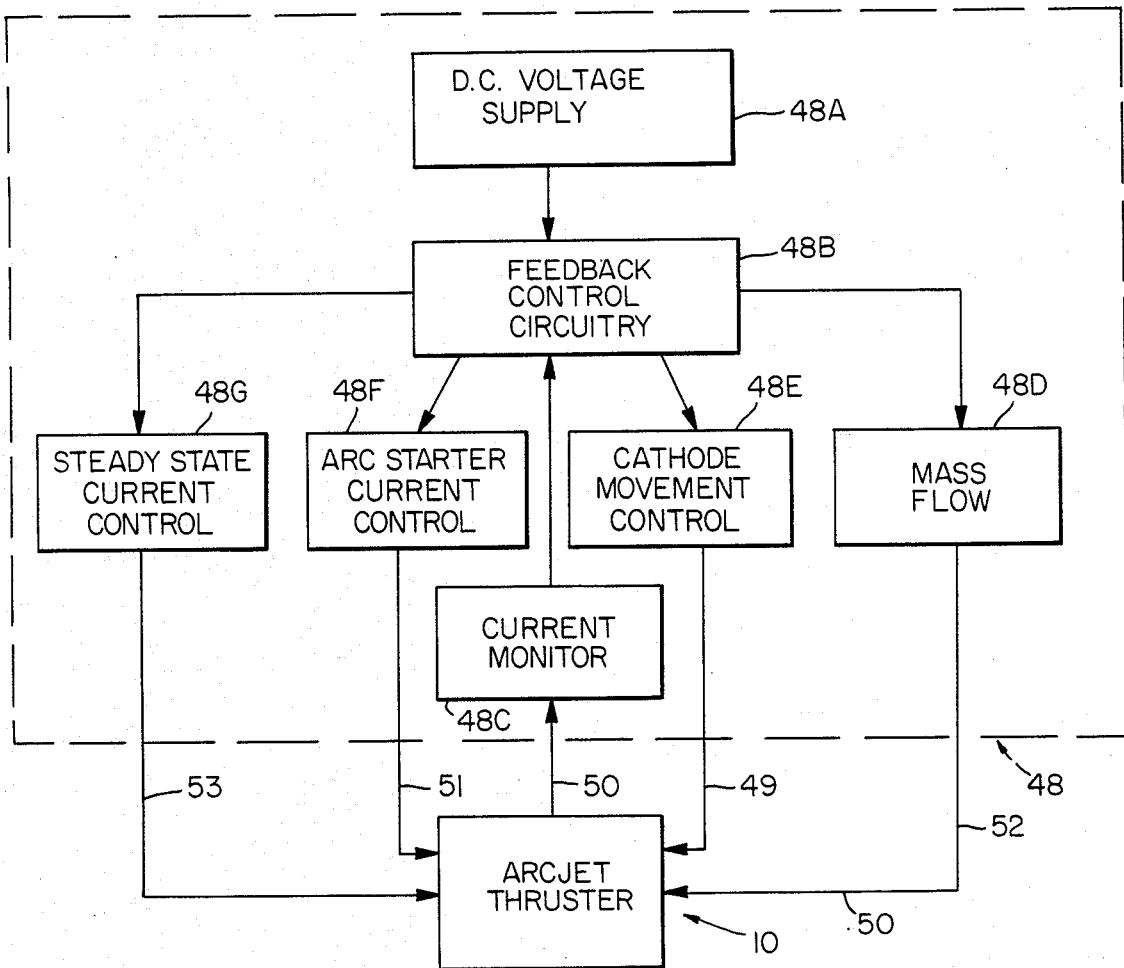 D.C. VOLTAGE
SUPPLY
48A
FEEDBACK
CONTROL
CIRCUITRY
48B
48G
STEADY STATE
CURRENT
CONTROL
48F
ARC STARTER
CURRENT
CONTROL
48E
CATHODE
MOVEMENT
CONTROL
48D
MASS
FLOW
CURRENT
MONITOR
48C
48
53
51
50
49
52
ARCJET
THRUSTER
.50
10